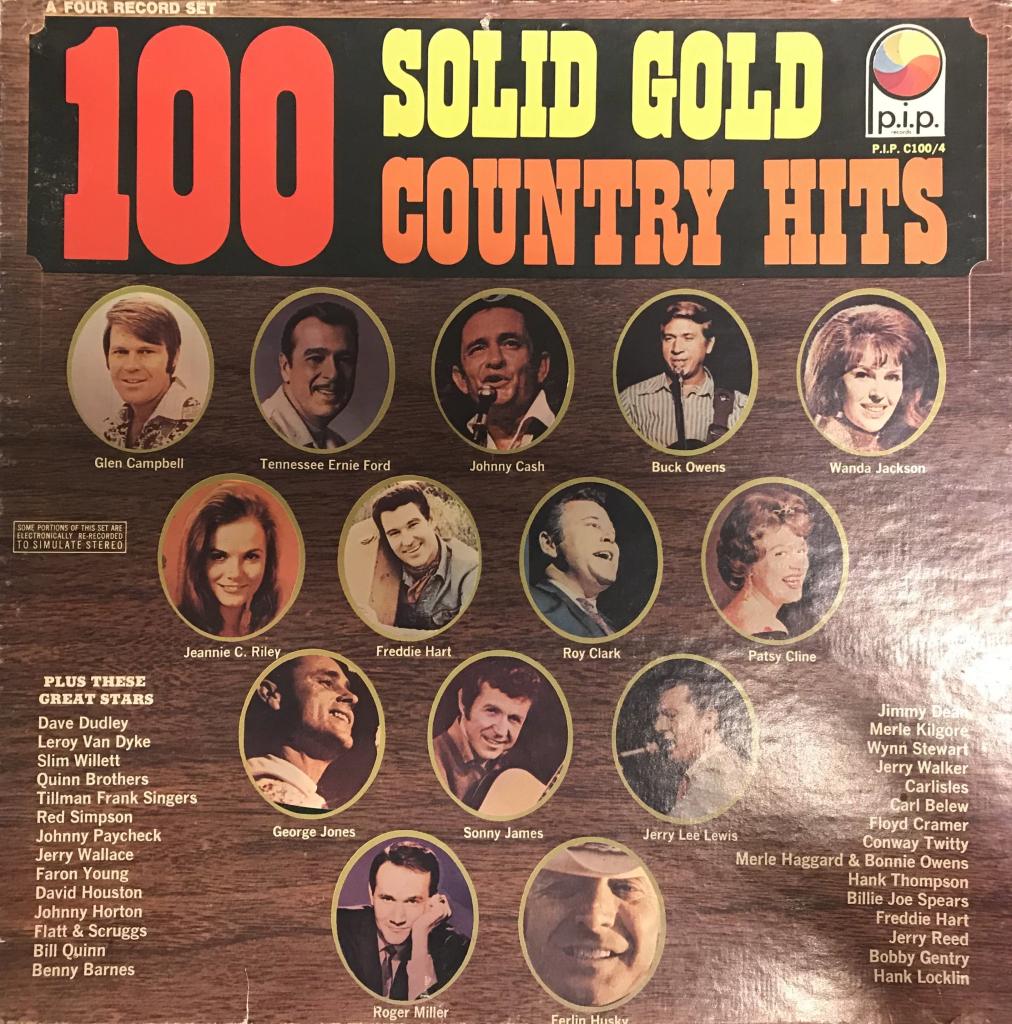 A FOUR RECORD SET
100
SOLID GOLD
COUNTRY HITS
p.i.p.
records
P.I.P. C100/4
Glen Campbell
Tennessee Ernie Ford
Johnny Cash
Buck Owens
Wanda Jackson
SOME PORTIONS OF THIS SET ARE
ELECTRONICALLY RE-RECORDED
TO SIMULATE STEREO
Jeannie C. Riley
Freddie Hart
Roy Clark
Patsy Cline
George Jones
Sonny James
Jerry Lee Lewis
Roger Miller
Ferlin Husky
PLUS THESE
GREAT STARS
Dave Dudley
Leroy Van Dyke
Slim Willett
Quinn Brothers
Tillman Frank Singers
Red Simpson
Johnny Paycheck
Jerry Wallace
Faron Young
David Houston
Johnny Horton
Flatt & Scruggs
Bill Quinn
Benny Barnes
Jimmy Dean
Merle Kilgore
Wynn Stewart
Jerry Walker
Carlisles
Carl Belew
Floyd Cramer
Conway Twitty
Merle Haggard & Bonnie Owens
Hank Thompson
Billie Joe Spears
Freddie Hart
Jerry Reed
Bobby Gentry
Hank Locklin